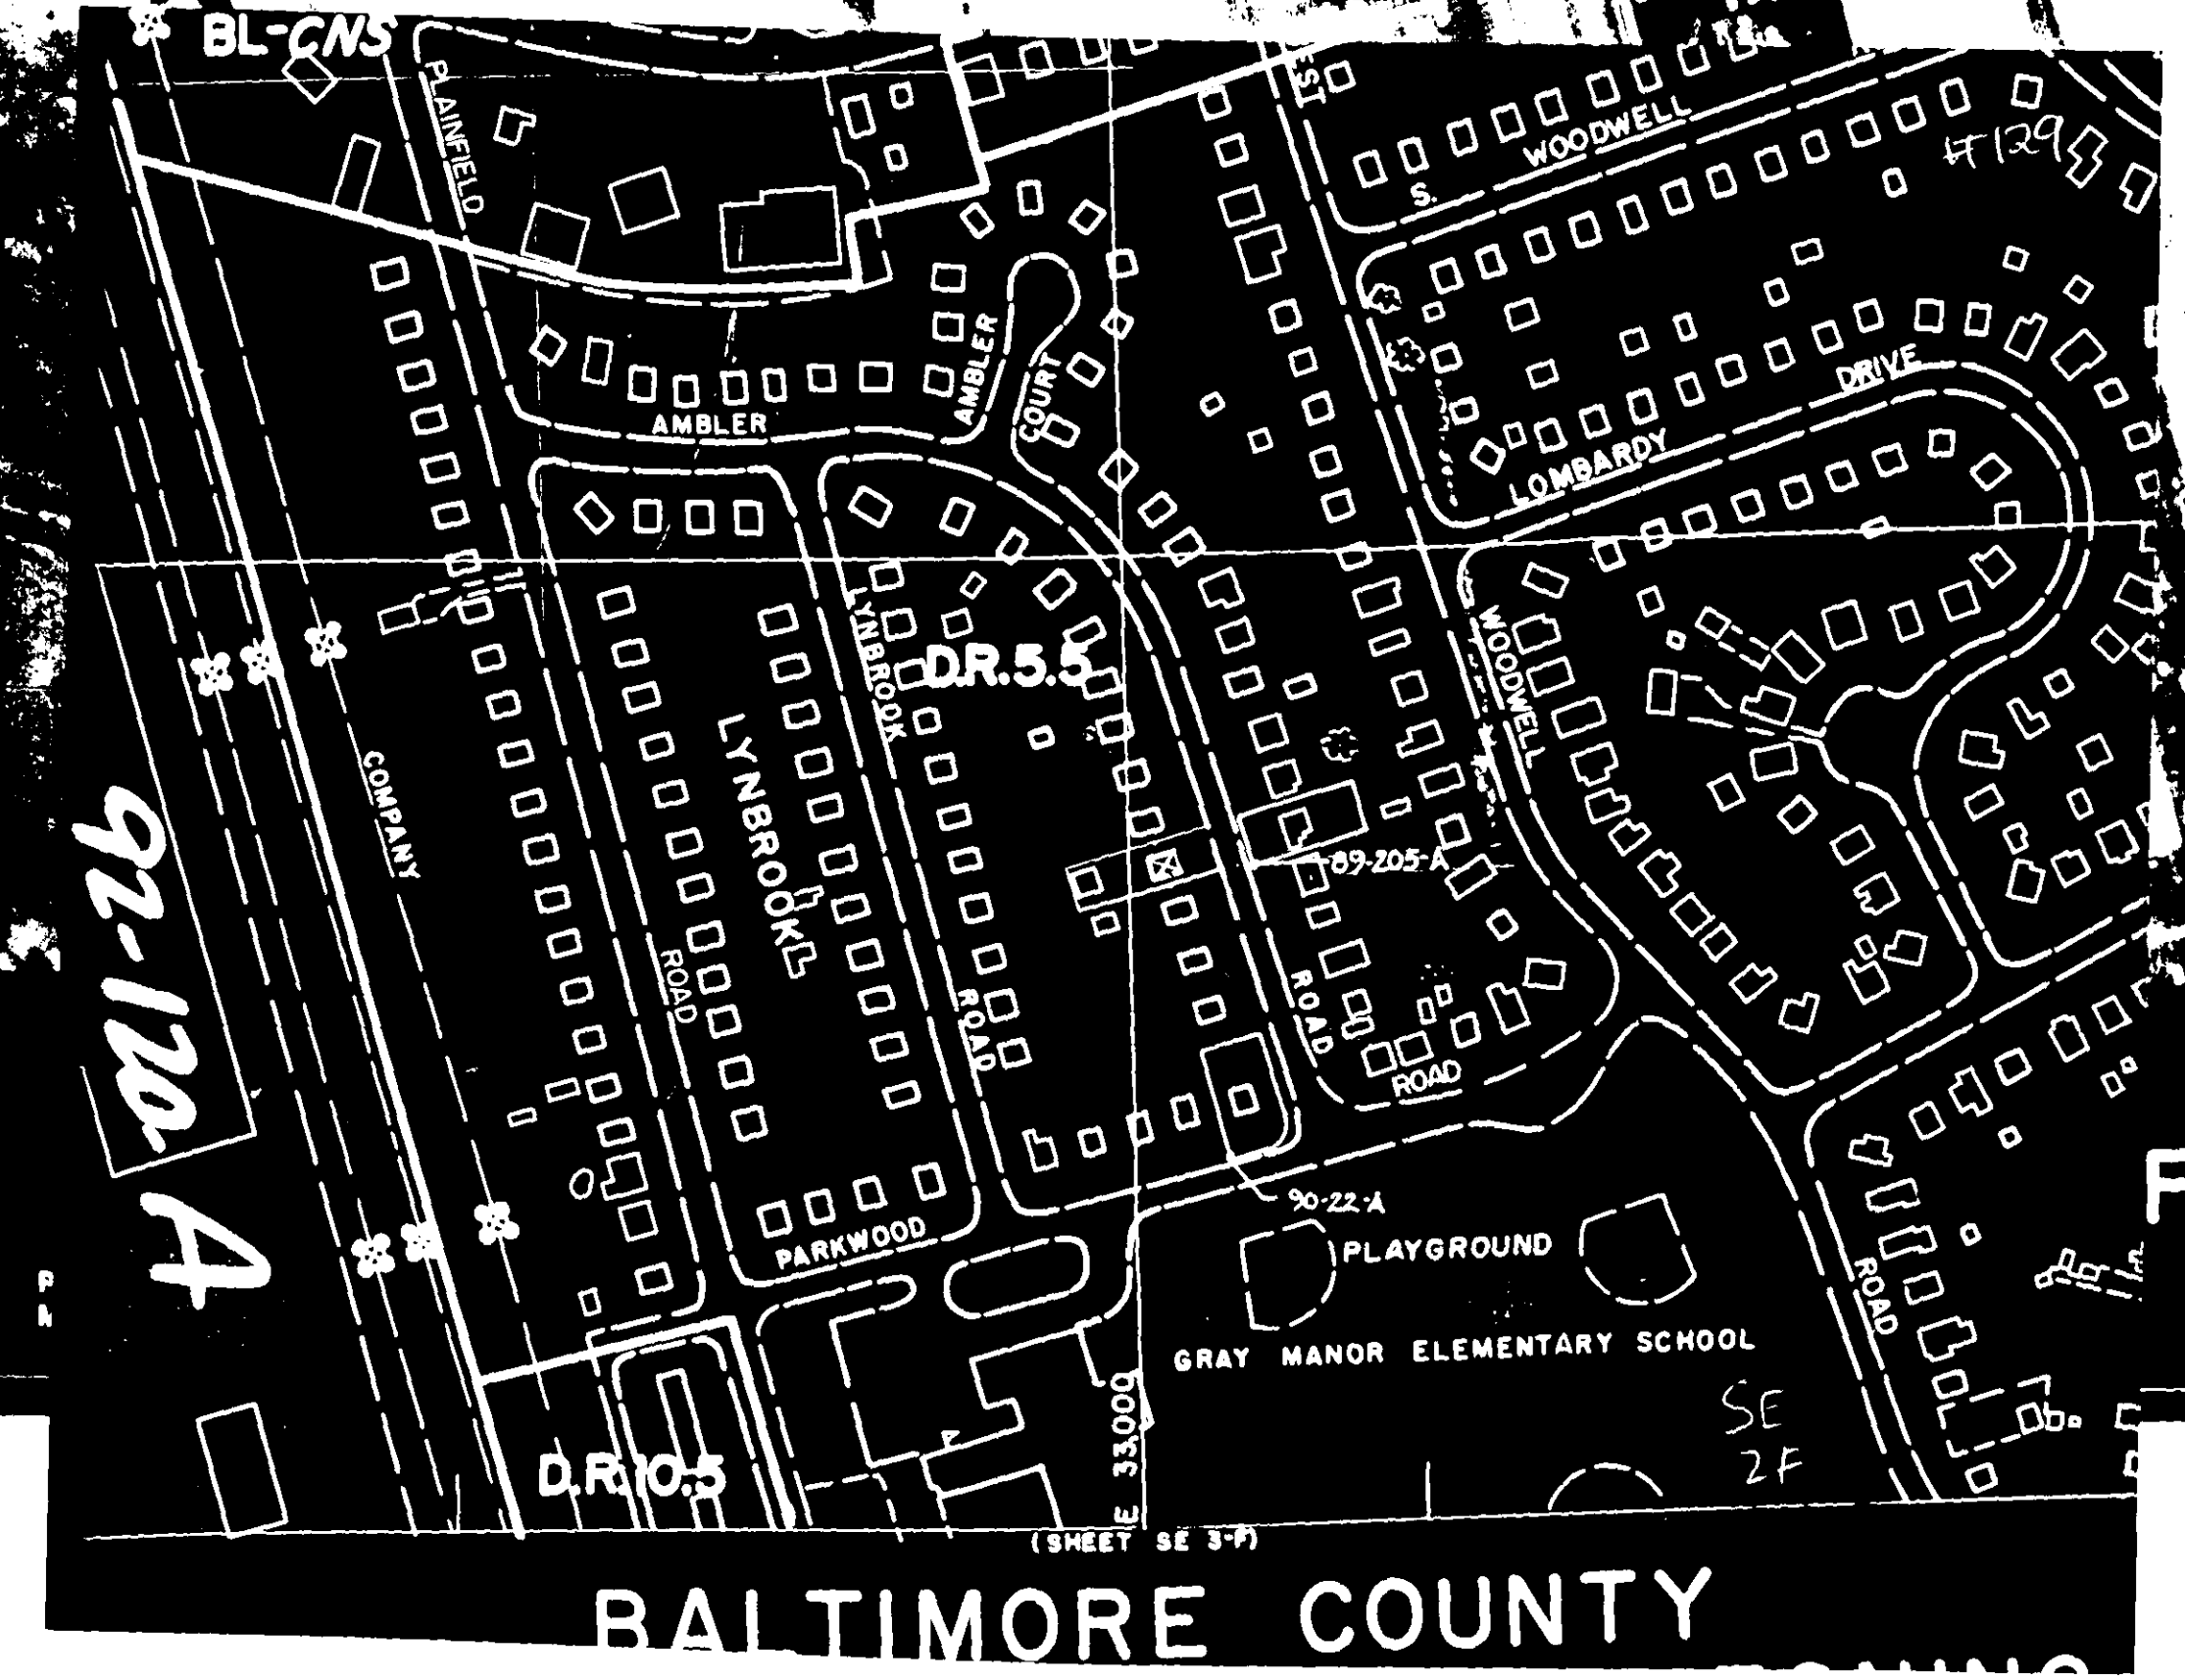 BL-CNS
PLAINFIELD
EST
WOODWELL
S.
#129
AMBLER
AMBLER
COURT
DRIVE
LOMBARDY
LYNBROOK
D.R.5.5
WOODWELL
LYNBROOK
COMPANY
92-120 A
89-205-A
ROAD
ROAD
ROAD
ROAD
90-22-A
PARKWOOD
PLAYGROUND
ROAD
GRAY MANOR ELEMENTARY SCHOOL
SE
2F
D.R.10.5
E 33,000
(SHEET SE 3-F)
BALTIMORE COUNTY